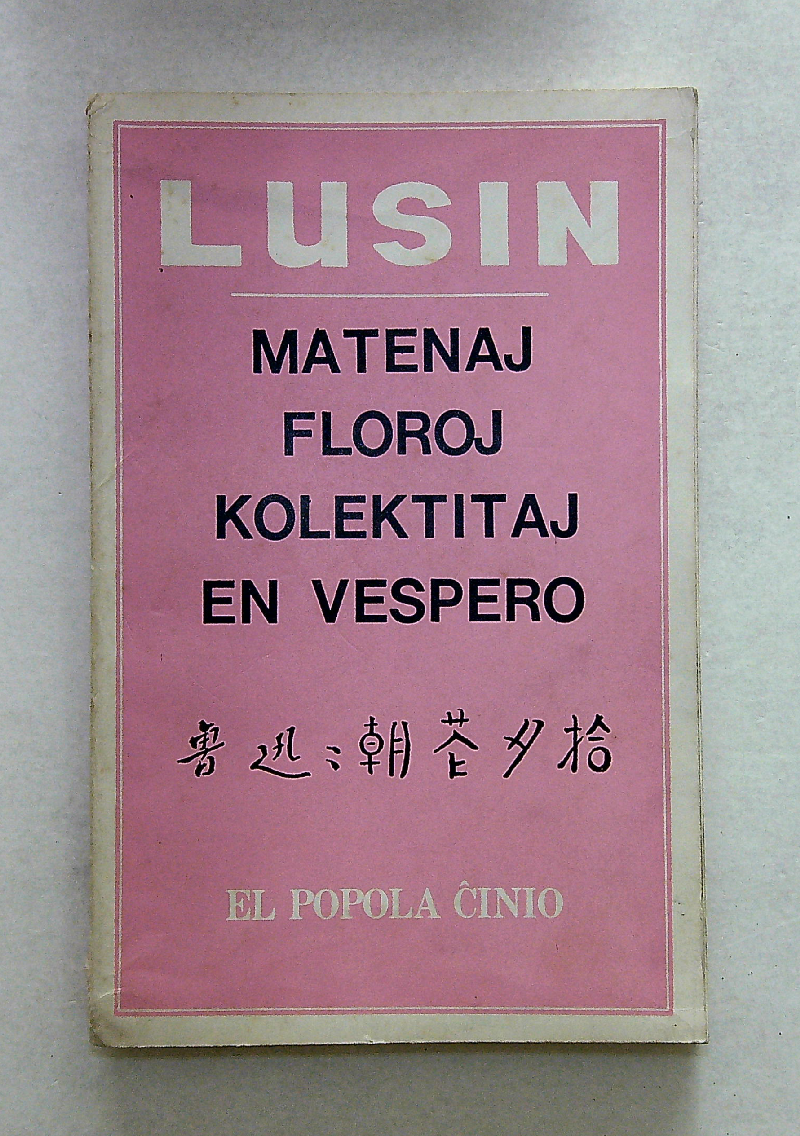 LUSIN
MATENAJ
FLOROJ
KOLEKTITAJ
EN VESPERO
魯迅:朝花夕拾
EL POPOLA ĈINIO